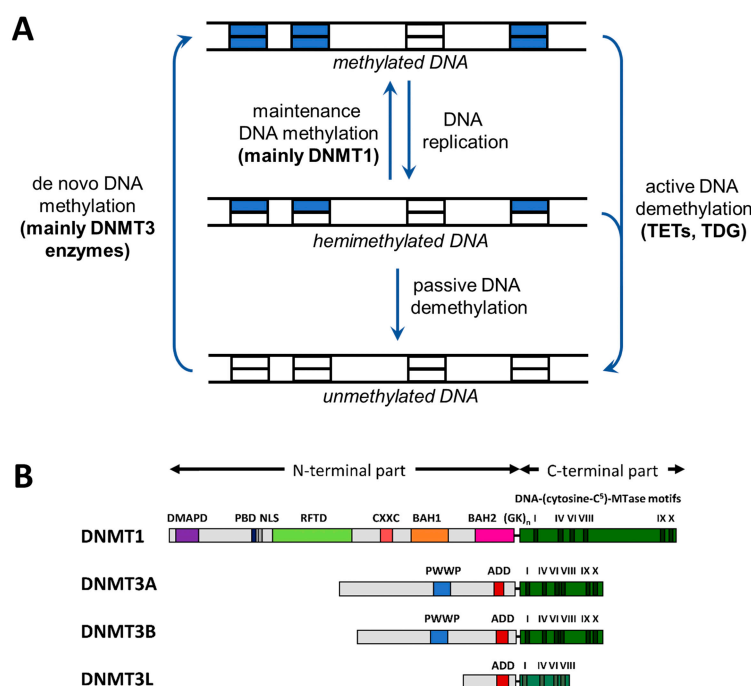 A
methylated DNA
maintenance
DNA methylation
(mainly DNMT1)
DNA
replication
de novo DNA
methylation
(mainly DNMT3
enzymes)
active DNA
demethylation
(TETs, TDG)
hemimethylated DNA
passive DNA
demethylation
unmethylated DNA
B
N-terminal part
C-terminal part
DNA-(cytosine-C⁵)-MTase motifs
DMAPD PBD NLS RFTD CXXC BAH1 BAH2 (GK)n I IV VI VIII IX X
DNMT1
PWWP ADD I IV VI VIII IX X
DNMT3A
PWWP ADD I IV VI VIII IX X
DNMT3B
ADD I IV VI VIII
DNMT3L